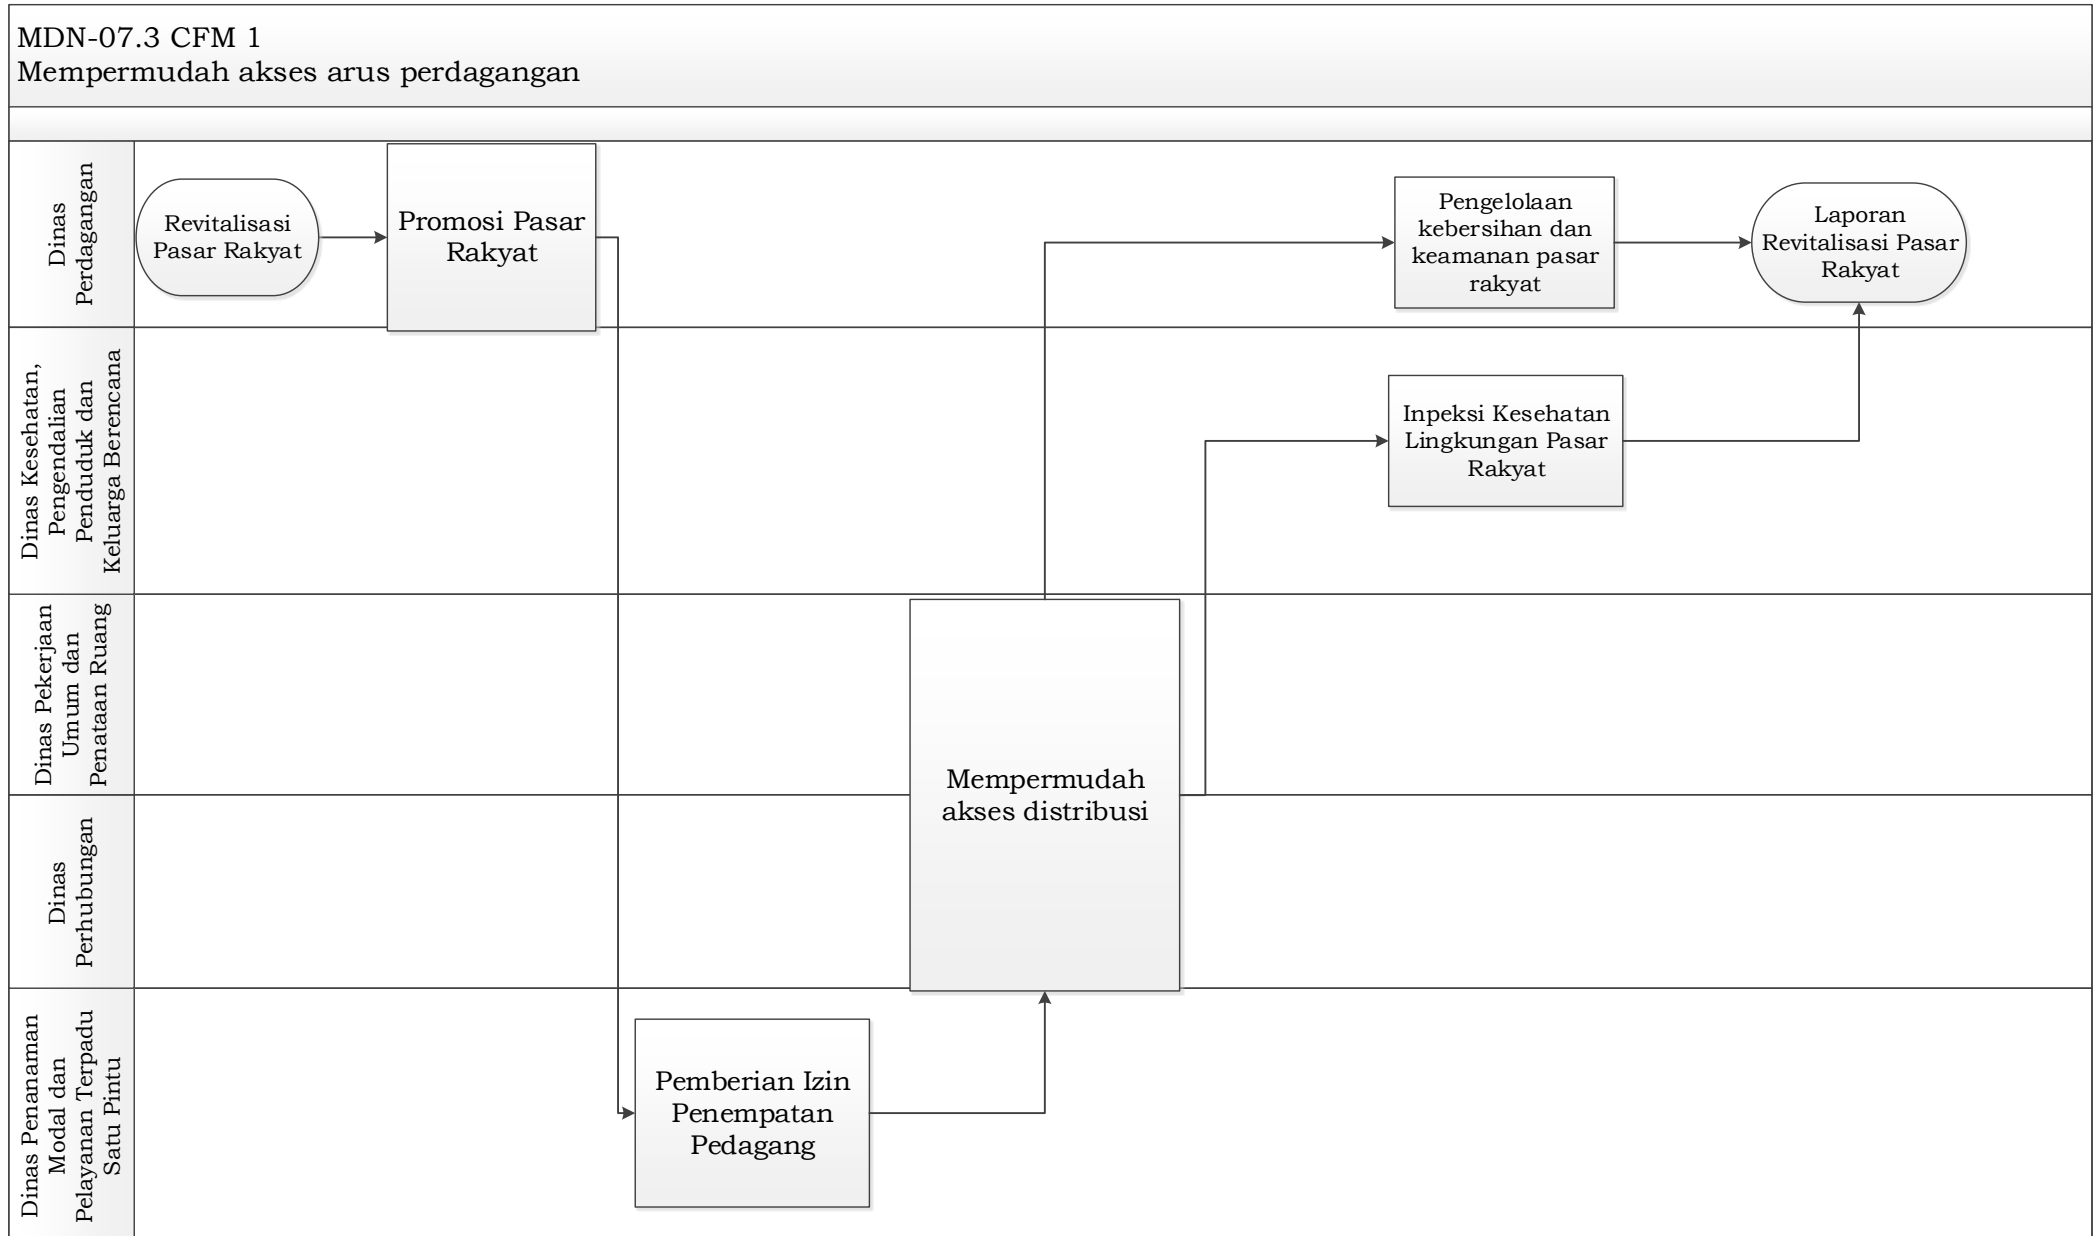 MDN-07.3 CFM 1
Mempermudah akses arus perdagangan
Dinas
Perdagangan
Revitalisasi
Pasar Rakyat
Promosi Pasar
Rakyat
Pengelolaan
kebersihan dan
keamanan pasar
rakyat
Laporan
Revitalisasi Pasar
Rakyat
Dinas Kesehatan,
Pengendalian
Penduduk dan
Keluarga Berencana
Inpeksi Kesehatan
Lingkungan Pasar
Rakyat
Dinas Pekerjaan
Umum dan
Penataan Ruang
Mempermudah
akses distribusi
Dinas
Perhubungan
Dinas Penanaman
Modal dan
Pelayanan Terpadu
Satu Pintu
Pemberian Izin
Penempatan
Pedagang